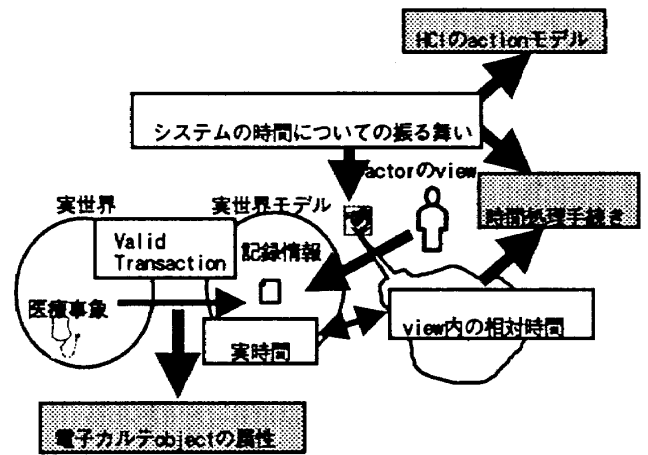 HCIのactionモデル
システムの時間についての振る舞い
actorのview
時間処理手続き
実世界
実世界モデル
Valid
Transaction
記録情報
医療事象
実時間
view内の相対時間
電子カルテobjectの属性